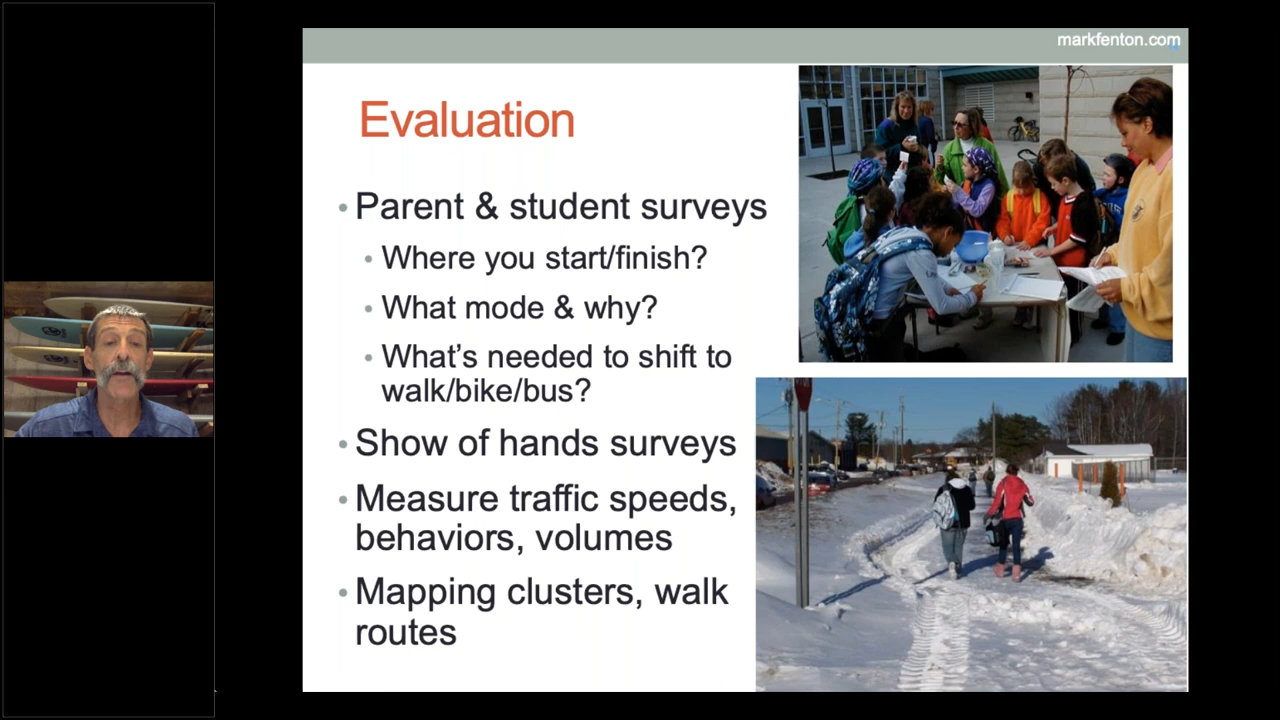 markfenton.com
Evaluation
• Parent & student surveys
• Where you start/finish?
• What mode & why?
• What’s needed to shift to
walk/bike/bus?
• Show of hands surveys
• Measure traffic speeds,
behaviors, volumes
• Mapping clusters, walk
routes